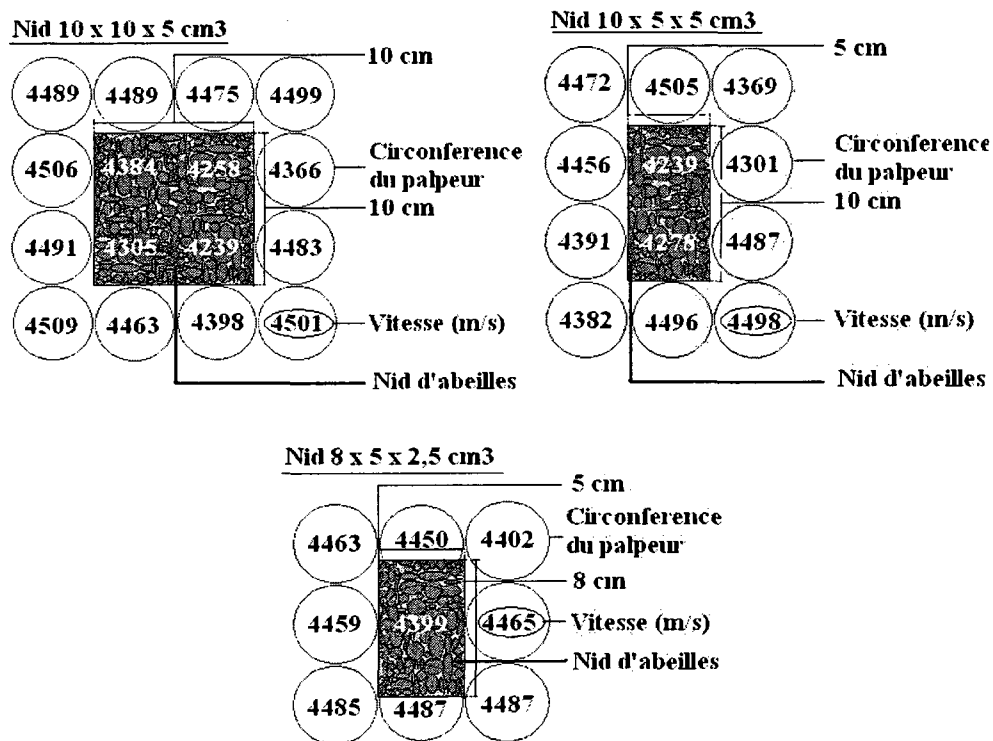 Nid 10 x 10 x 5 cm3
10 cm
4489 4489 4475 4499
4506 4384 4258 4366
Circonference
du palpeur
10 cm
4491 4305 4239 4483
4509 4463 4398 4501
Vitesse (m/s)
Nid d'abeilles
Nid 10 x 5 x 5 cm3
5 cm
4472 4505 4369
4456 4239 4301
Circonference
du palpeur
10 cm
4391 4278 4487
4382 4496 4498
Vitesse (m/s)
Nid d'abeilles
Nid 8 x 5 x 2,5 cm3
5 cm
4463 4450 4402
Circonference
du palpeur
8 cm
4459 4399 4465
Vitesse (m/s)
Nid d'abeilles
4485 4487 4487